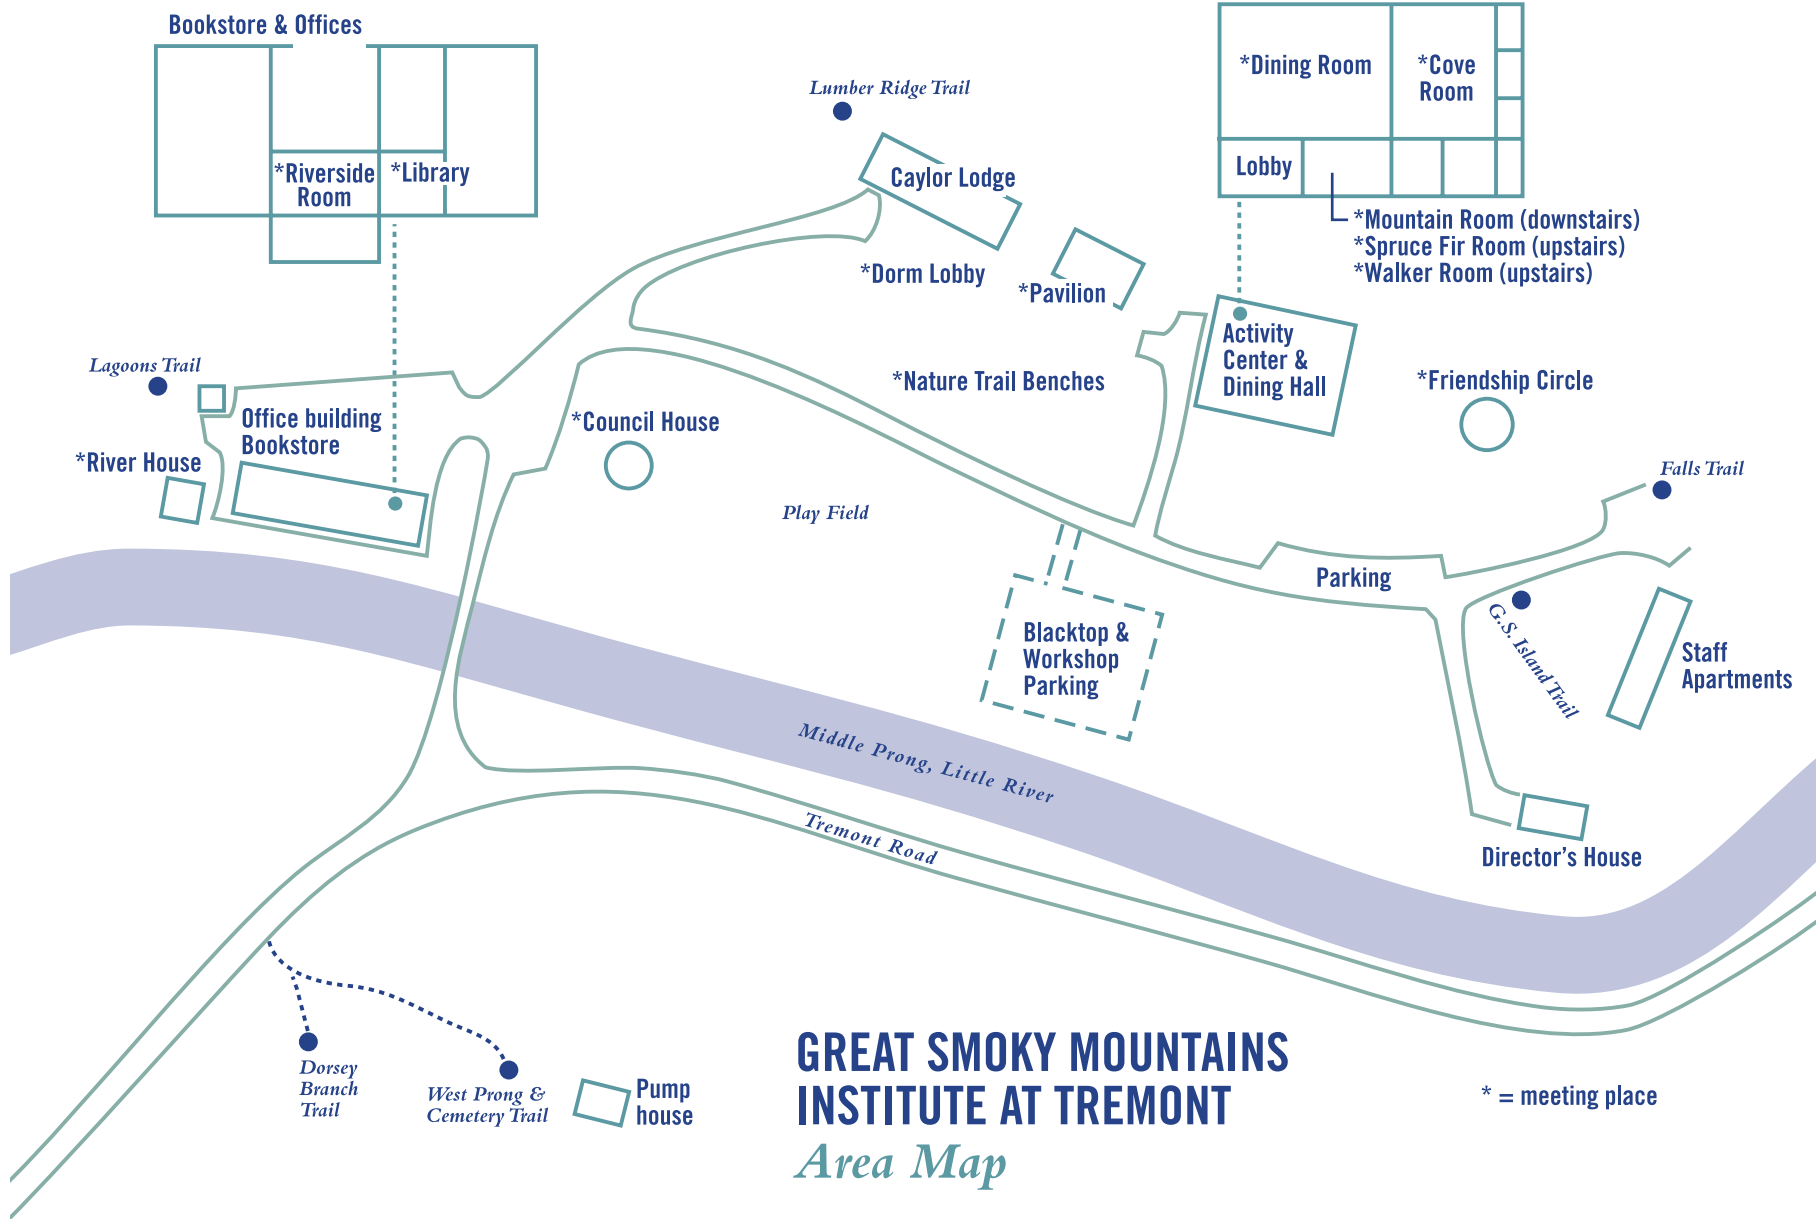 Bookstore & Offices
*Riverside
Room
*Library
Lumber Ridge Trail
Caylor Lodge
*Dorm Lobby
*Pavilion
*Dining Room
*Cove
Room
Lobby
*Mountain Room (downstairs)
*Spruce Fir Room (upstairs)
*Walker Room (upstairs)
Activity
Center &
Dining Hall
*Nature Trail Benches
*Friendship Circle
Lagoons Trail
Office building
Bookstore
*River House
*Council House
Play Field
Falls Trail
Parking
G.S. Island Trail
Blacktop &
Workshop
Parking
Staff
Apartments
Middle Prong, Little River
Tremont Road
Director's House
Dorsey
Branch
Trail
West Prong &
Cemetery Trail
Pump
house
GREAT SMOKY MOUNTAINS
INSTITUTE AT TREMONT
Area Map
* = meeting place